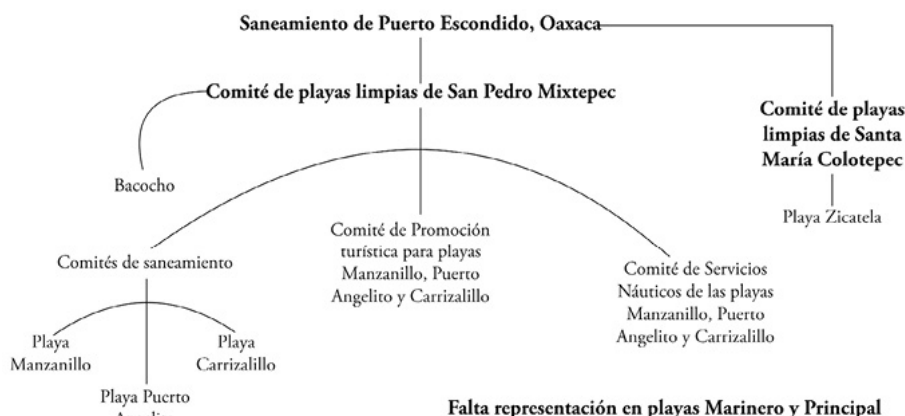 Saneamiento de Puerto Escondido, Oaxaca
Comité de playas limpias de San Pedro Mixtepec
Comité de playas
limpias de Santa
María Colotepec
Bacocho
Playa Zicatela
Comité de Promoción
turística para playas
Manzanillo, Puerto
Angelito y Carrizalillo
Comités de saneamiento
Comité de Servicios
Náuticos de las playas
Manzanillo, Puerto
Angelito y Carrizalillo
Playa
Manzanillo
Playa
Carrizalillo
Playa Puerto
Falta representación en playas Marinero y Principal